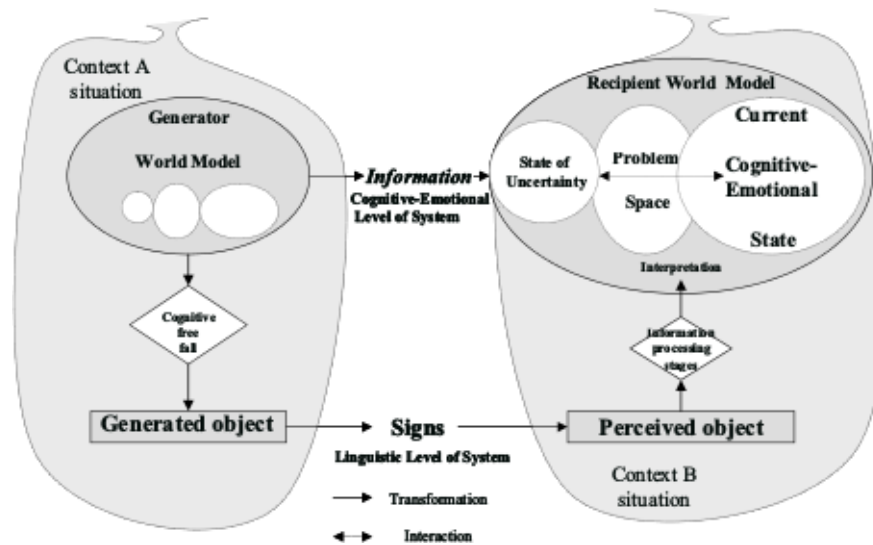 Context A
situation
Generator
World Model
Cognitive
free
fall
Generated object
Information
Cognitive-Emotional
Level of System
Signs
Linguistic Level of System
Transformation
Interaction
Recipient World Model
State of
Uncertainty
Problem
Space
Current
Cognitive-
Emotional
State
Interpretation
Information
processing
stages
Perceived object
Context B
situation